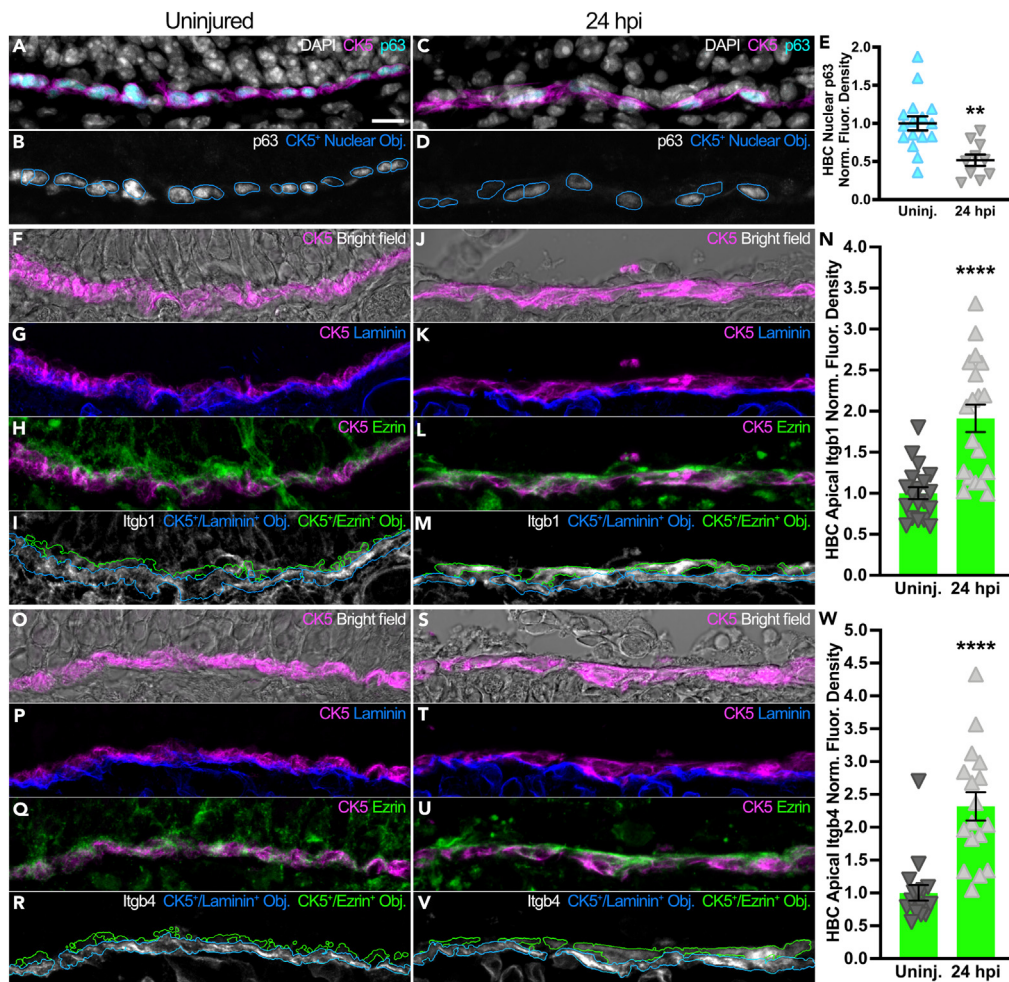 Uninjured
24 hpi
A
DAPI CK5 p63
C
DAPI CK5 p63
E
HBC Nuclear p63
Norm. Fluor. Density
2.0
1.5
1.0
0.5
0
**
Uninj.
24 hpi
B
p63 CK5⁺ Nuclear Obj.
D
p63 CK5⁺ Nuclear Obj.
F
CK5 Bright field
J
CK5 Bright field
N
HBC Apical Itgb1 Norm. Fluor. Density
4.0
3.5
3.0
2.5
2.0
1.5
1.0
0.5
0.0
****
Uninj.
24 hpi
G
CK5 Laminin
K
CK5 Laminin
H
CK5 Ezrin
L
CK5 Ezrin
I
Itgb1 CK5⁺/Laminin⁺ Obj. CK5⁺/Ezrin⁺ Obj.
M
Itgb1 CK5⁺/Laminin⁺ Obj. CK5⁺/Ezrin⁺ Obj.
O
CK5 Bright field
S
CK5 Bright field
W
HBC Apical Itgb4 Norm. Fluor. Density
5.0
4.5
4.0
3.5
3.0
2.5
2.0
1.5
1.0
0.5
0.0
****
Uninj.
24 hpi
P
CK5 Laminin
T
CK5 Laminin
Q
CK5 Ezrin
U
CK5 Ezrin
R
Itgb4 CK5⁺/Laminin⁺ Obj. CK5⁺/Ezrin⁺ Obj.
V
Itgb4 CK5⁺/Laminin⁺ Obj. CK5⁺/Ezrin⁺ Obj.